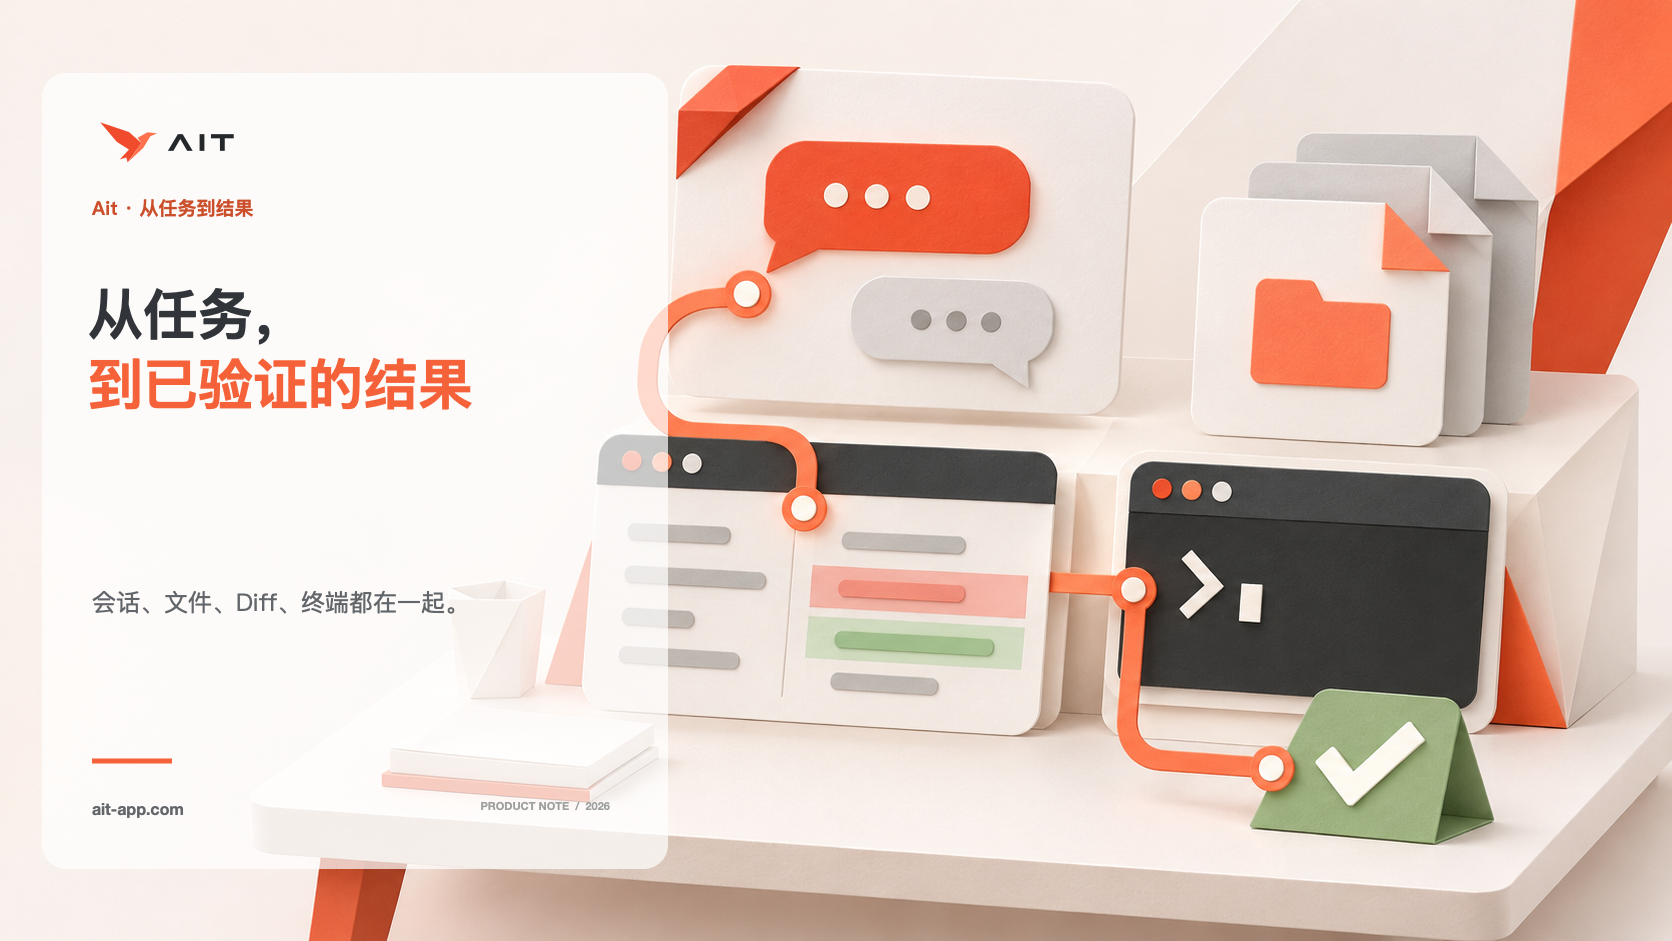 AIT
Ait · 从任务到结果
从任务，
到已验证的结果
会话、文件、Diff、终端都在一起。
ait-app.com
PRODUCT NOTE / 2026